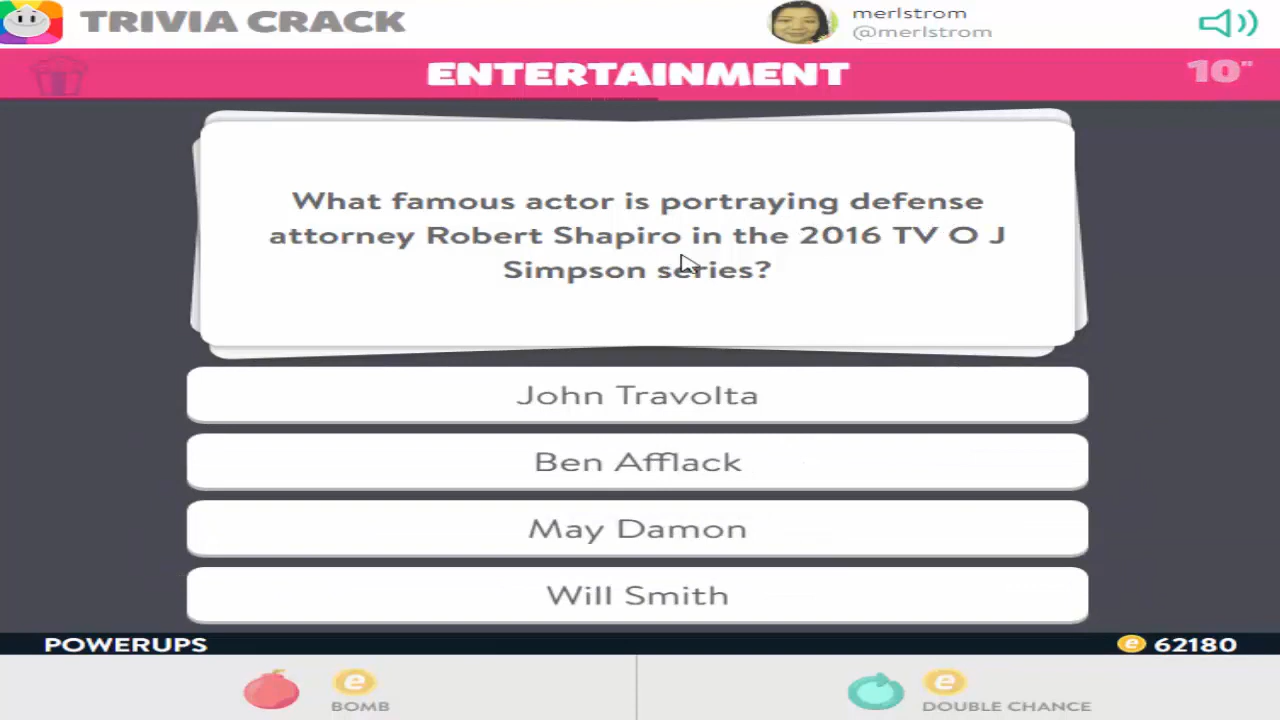 TRIVIA CRACK
merlstrom
@merlstrom
ENTERTAINMENT
10"
What famous actor is portraying defense
attorney Robert Shapiro in the 2016 TV O J
Simpson series?
John Travolta
Ben Afflack
May Damon
Will Smith
POWERUPS
e 62180
e
BOMB
e
DOUBLE CHANCE